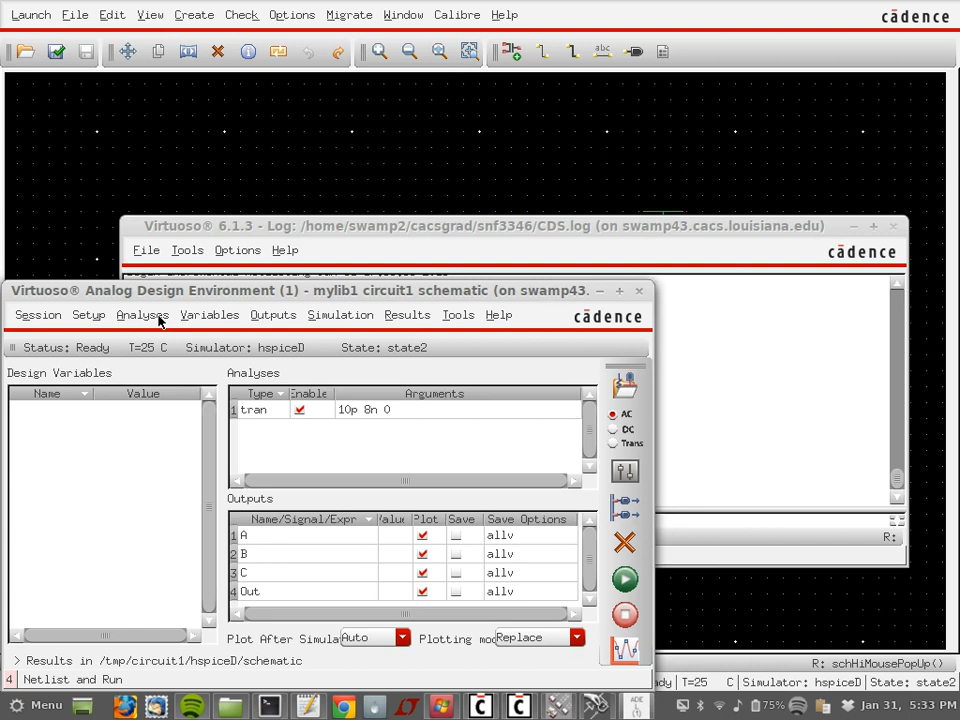 Launch File Edit View Create Check Options Migrate Window Calibre Help
cādence
abc
Virtuoso® 6.1.3 - Log: /home/swamp2/cacsgrad/snf3346/CDS.log (on swamp43.cacs.louisiana.edu)
File Tools Options Help
cādence
Virtuoso® Analog Design Environment (1) - mylib1 circuit1 schematic (on swamp43.
Session Setup Analyses Variables Outputs Simulation Results Tools Help
cādence
Status: Ready T=25 C Simulator: hspiceD State: state2
Design Variables
Name Value
Analyses
Type Enable Arguments
1 tran 10p 8n 0
AC
DC
Trans
Outputs
Name/Signal/Expr Value Plot Save Save Options
1 A allv
2 B allv
3 C allv
4 Out allv
Plot After Simula Auto Plotting moo Replace
> Results in /tmp/circuit1/hspiceD/schematic
4 Netlist and Run
R:
R: schHiMousePopUp()
dy T=25 C Simulator: hspiceD State: state2
Menu
ADE
(1)
75%
Jan 31, 5:33 PM